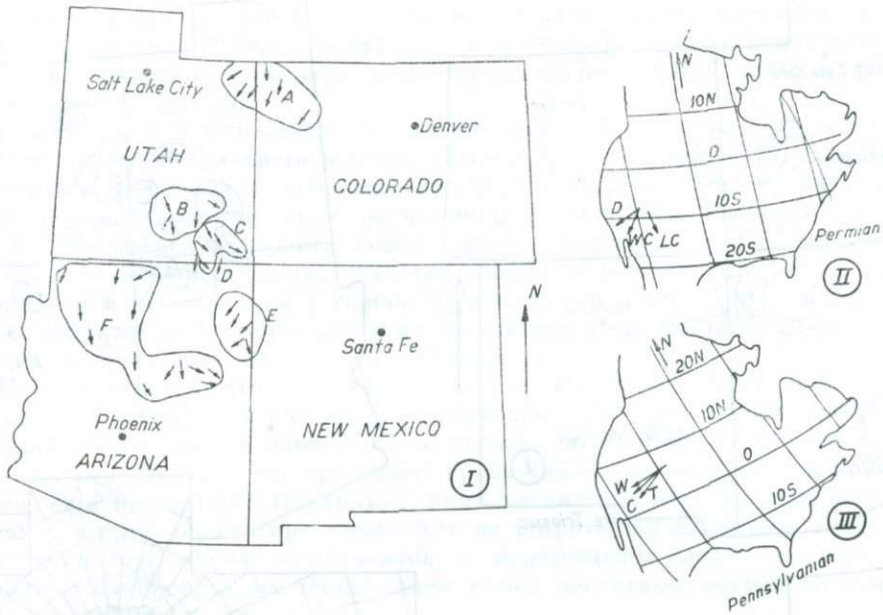 Salt Lake City
A
Denver
UTAH
COLORADO
B
C
D
E
F
N
Santa Fe
Phoenix
NEW MEXICO
ARIZONA
I
N
10N
0
D
10S
WC LC
20S
Permian
II
N
20N
10N
0
W
C
T
10S
III
Pennsylvanian